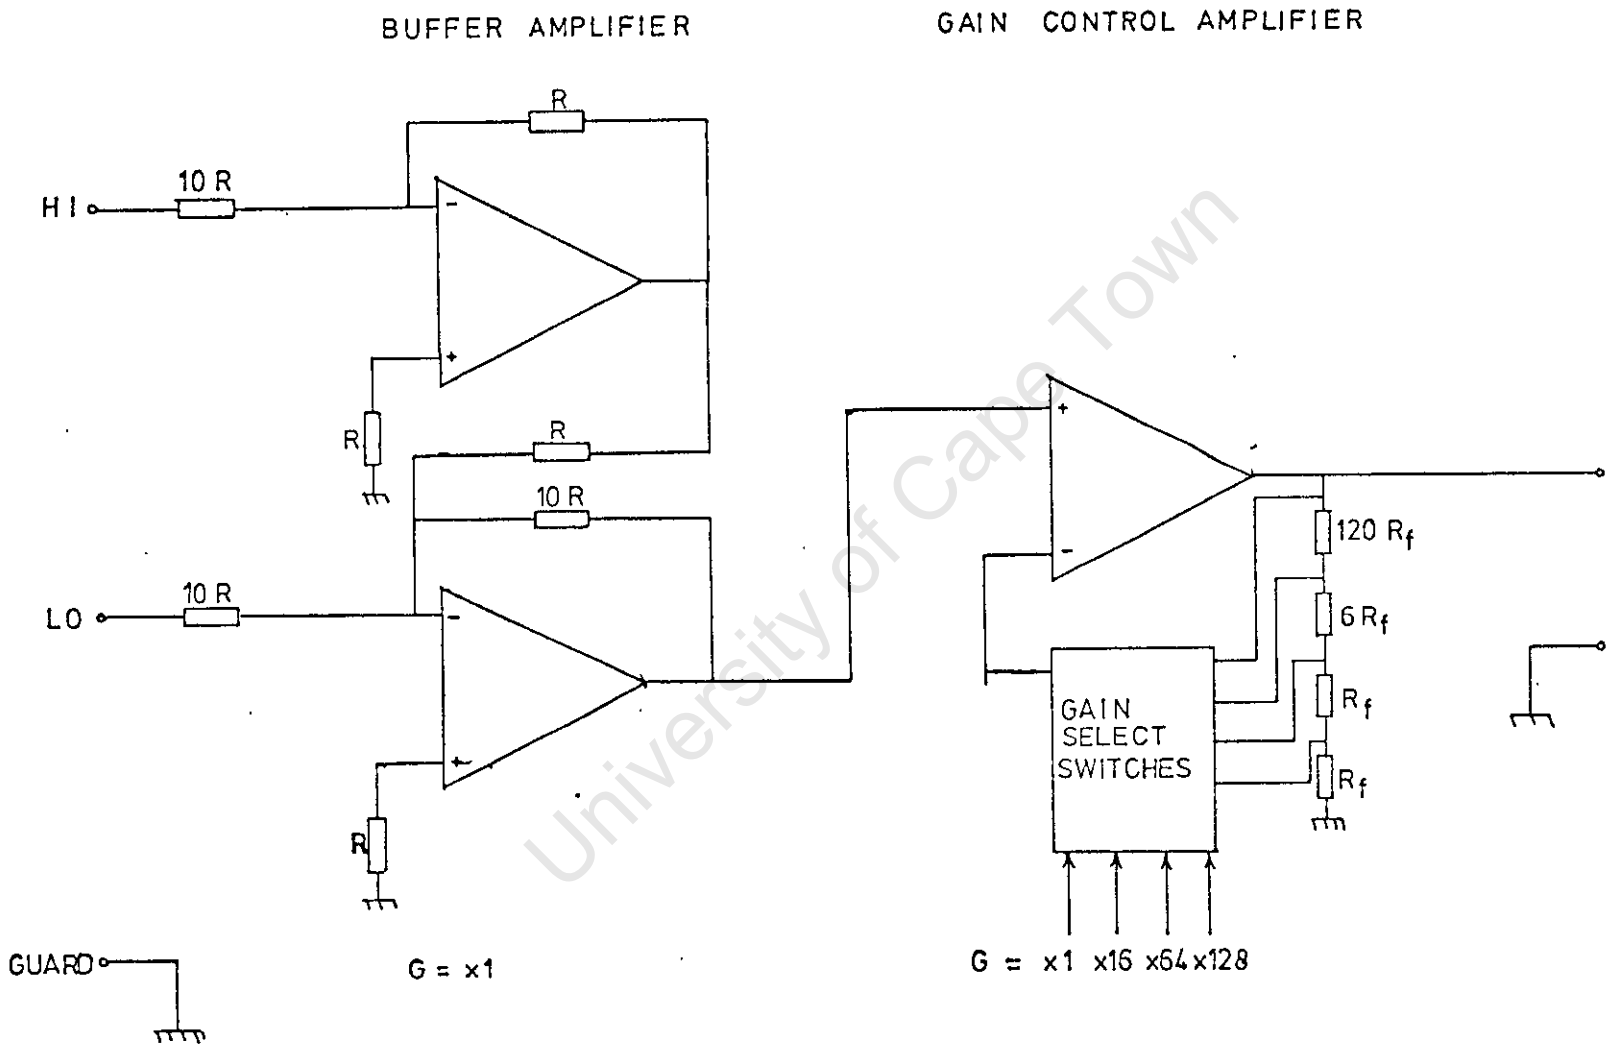 BUFFER AMPLIFIER
GAIN CONTROL AMPLIFIER
R
10 R
HI
-
+
R
R
10 R
10 R
LO
-
+
R
+
-
120 Rf
6 Rf
Rf
Rf
GAIN
SELECT
SWITCHES
GUARD
G = x1
G = x1 x16 x64 x128
University of Cape Town